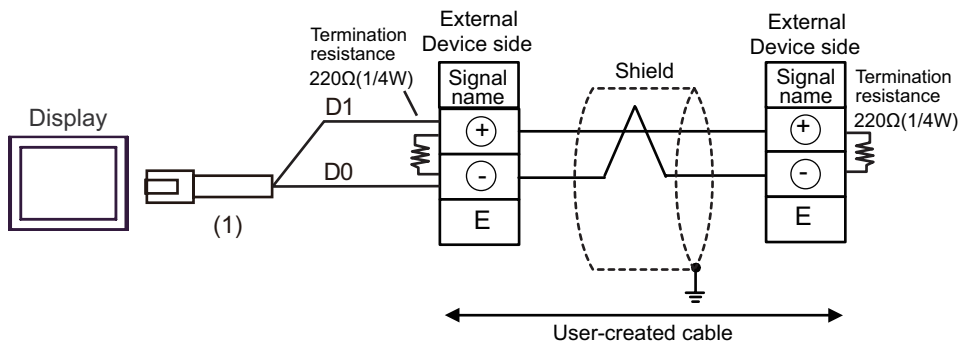 Display
(1)
D1
D0
Termination
resistance
220Ω(1/4W)
External
Device side
Signal
name
+
-
E
Shield
External
Device side
Signal
name
+
-
E
Termination
resistance
220Ω(1/4W)
User-created cable